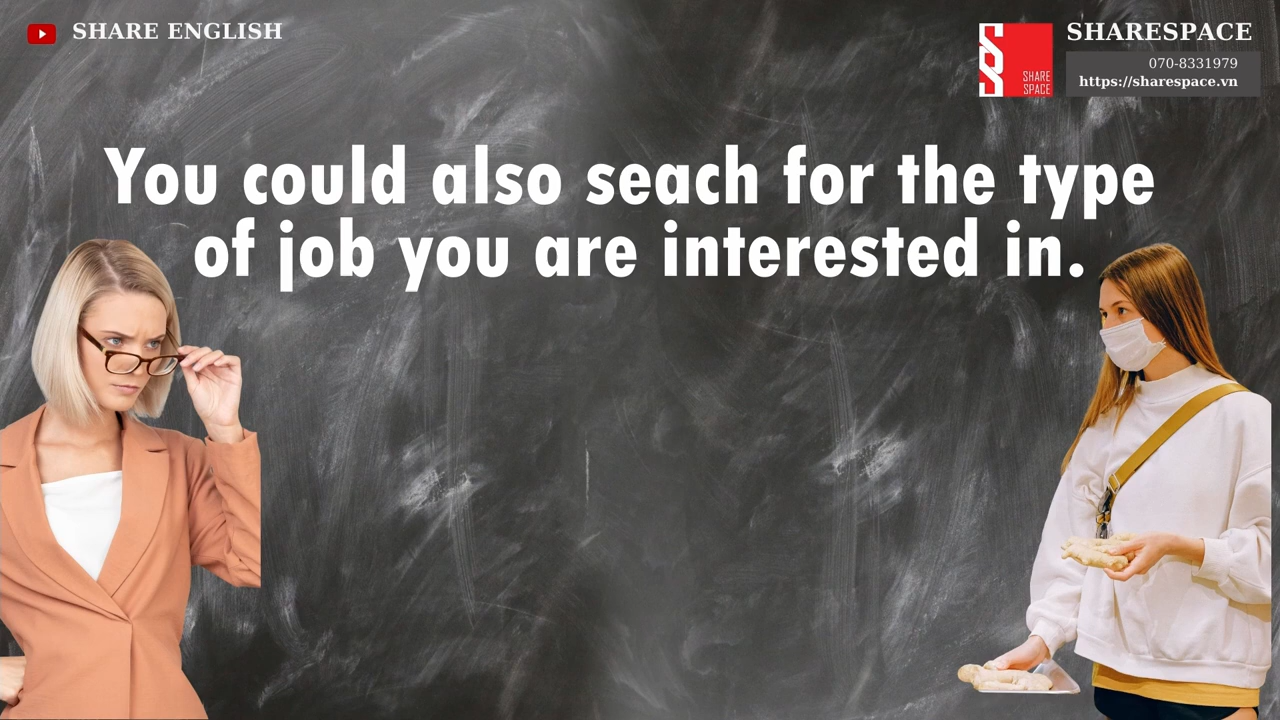 SHARE ENGLISH
SHARESPACE
070-8331979
https://sharespace.vn
SHARE
SPACE
You could also seach for the type
of job you are interested in.